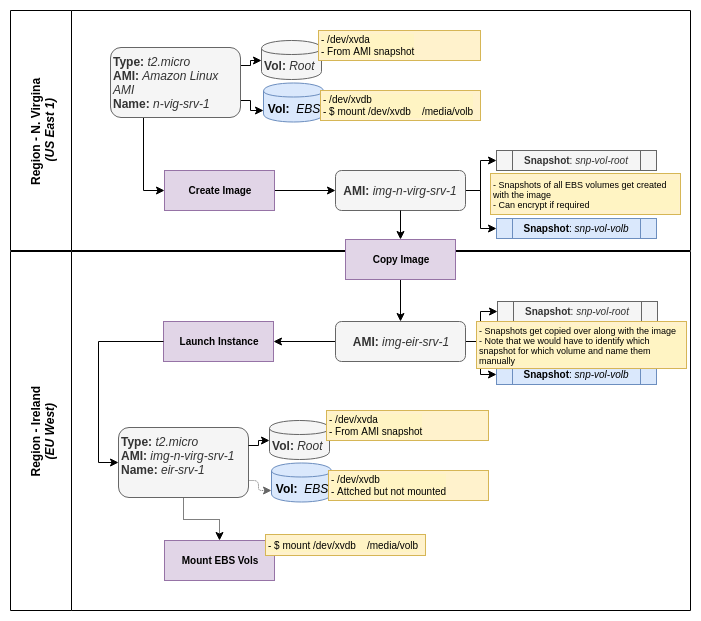 Region - N. Virgina
(US East 1)
Type: t2.micro
AMI: Amazon Linux
AMI
Name: n-vig-srv-1
Vol: Root
- /dev/xvda
- From AMI snapshot
Vol: EBS
- /dev/xvdb
- $ mount /dev/xvdb /media/volb
Create Image
AMI: img-n-virg-srv-1
Snapshot: snp-vol-root
- Snapshots of all EBS volumes get created
with the image
- Can encrypt if required
Snapshot: snp-vol-volb
Copy Image
Region - Ireland
(EU West)
Launch Instance
AMI: img-eir-srv-1
Snapshot: snp-vol-root
- Snapshots get copied over along with the image
- Note that we would have to identify which
snapshot for which volume and name them
manually
Snapshot: snp-vol-volb
Type: t2.micro
AMI: img-n-virg-srv-1
Name: eir-srv-1
Vol: Root
- /dev/xvda
- From AMI snapshot
Vol: EBS
- /dev/xvdb
- Attched but not mounted
Mount EBS Vols
- $ mount /dev/xvdb /media/volb